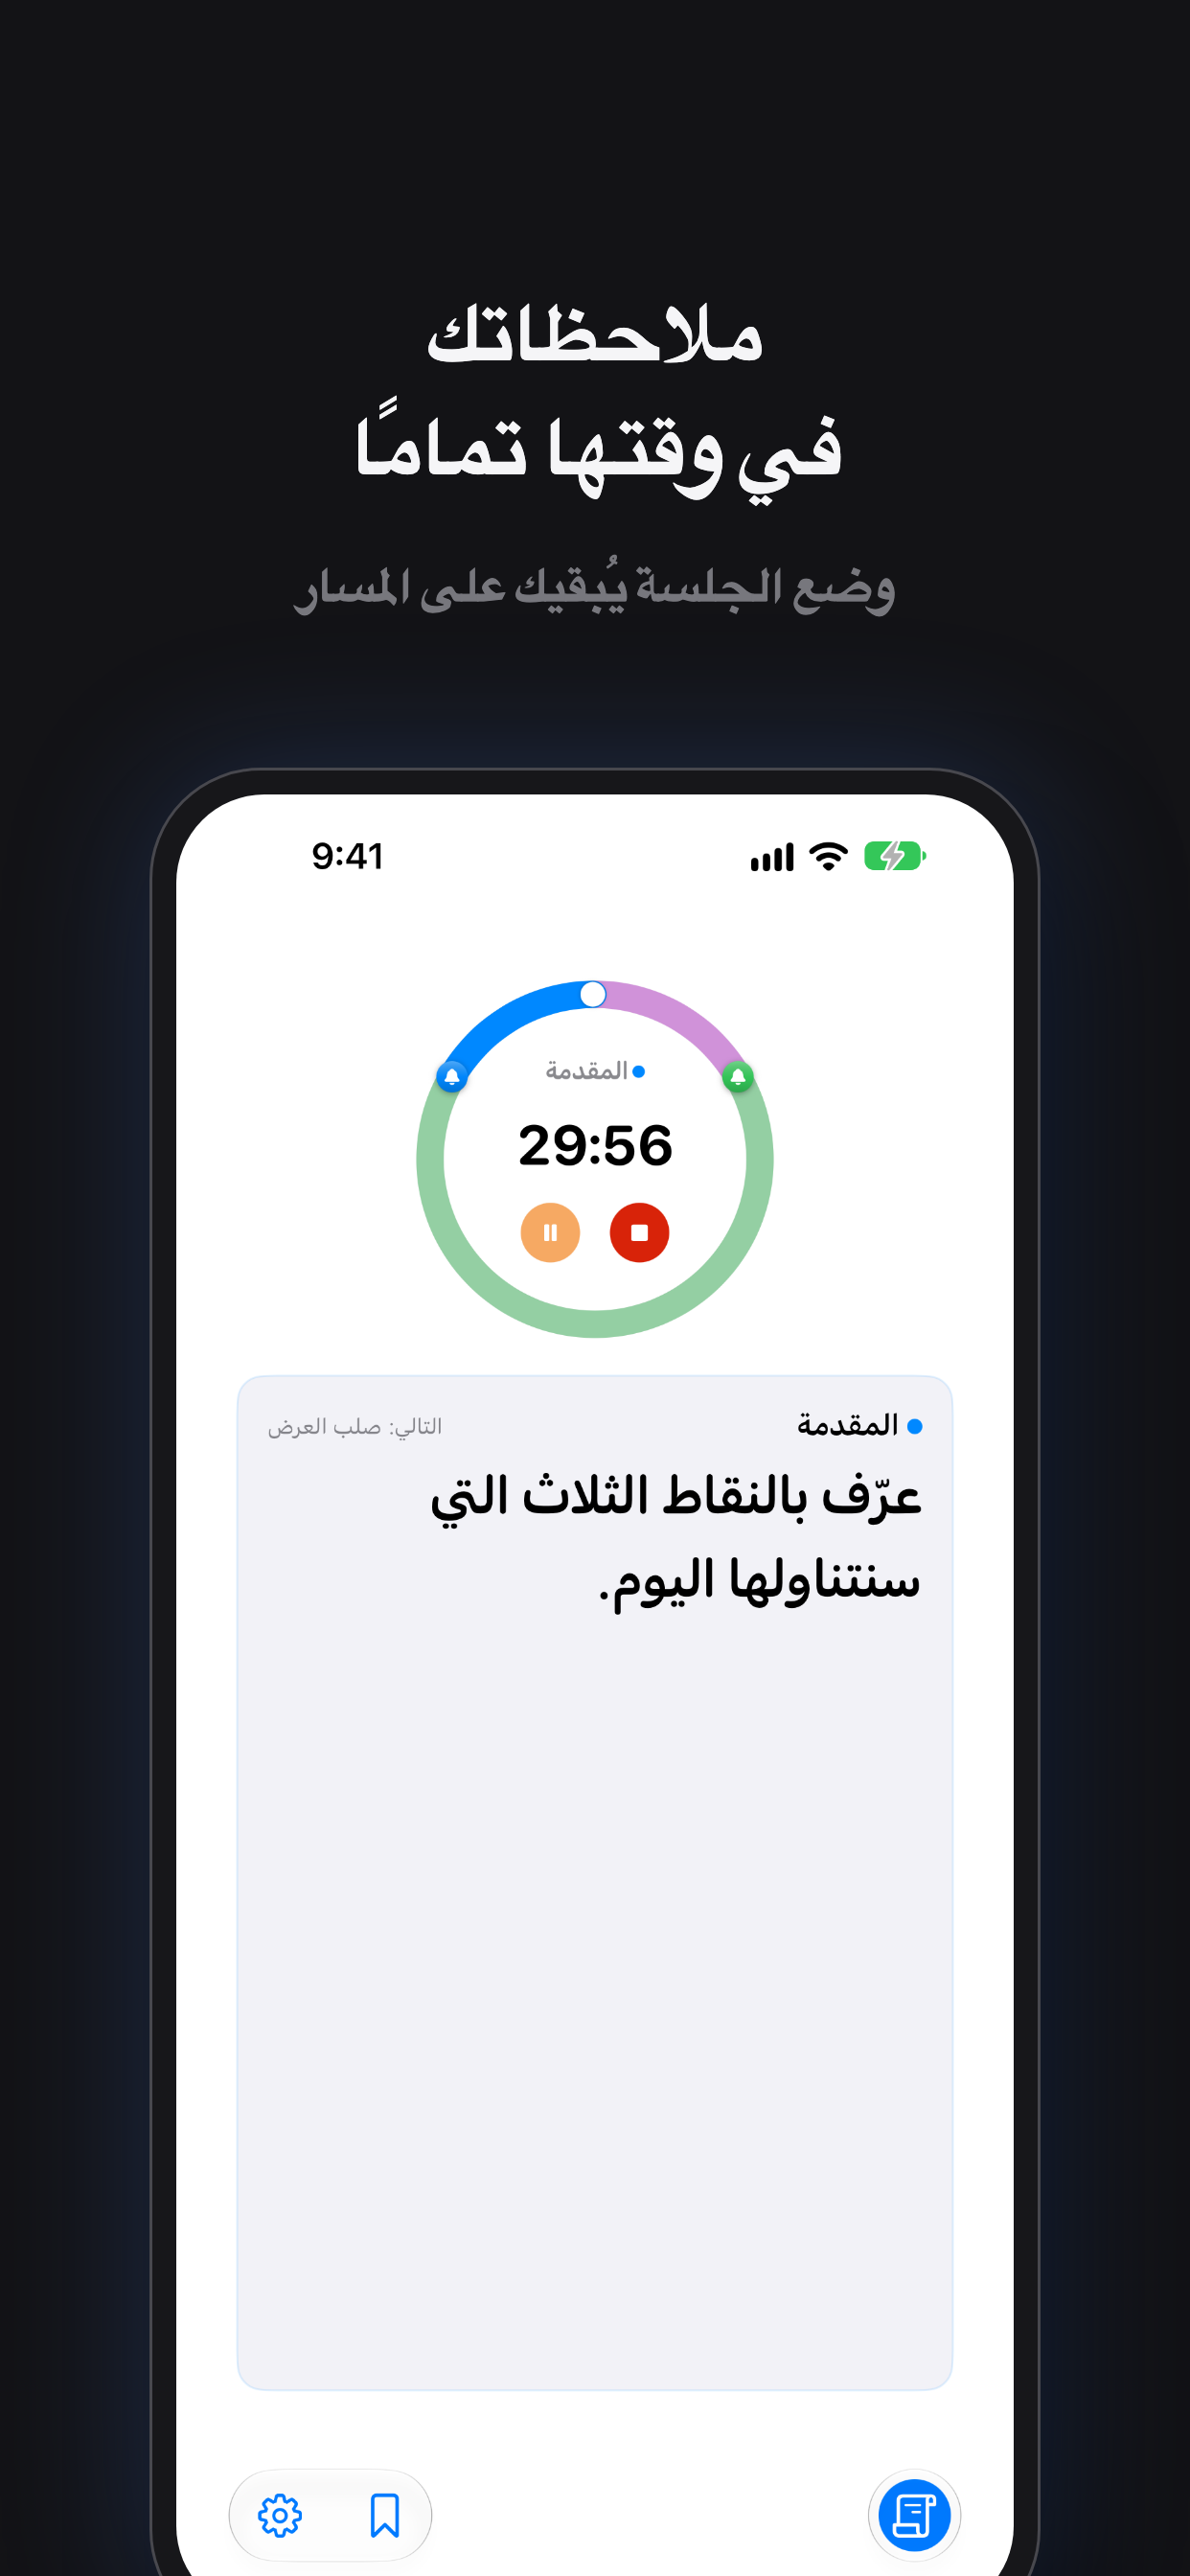 ملاحظاتك
في وقتها تمامًا
وضع الجلسة يُبقيك على المسار
9:41
المقدمة
29:56
المقدمة
التالي: صلب العرض
عرّف بالنقاط الثلاث التي
سنتناولها اليوم.